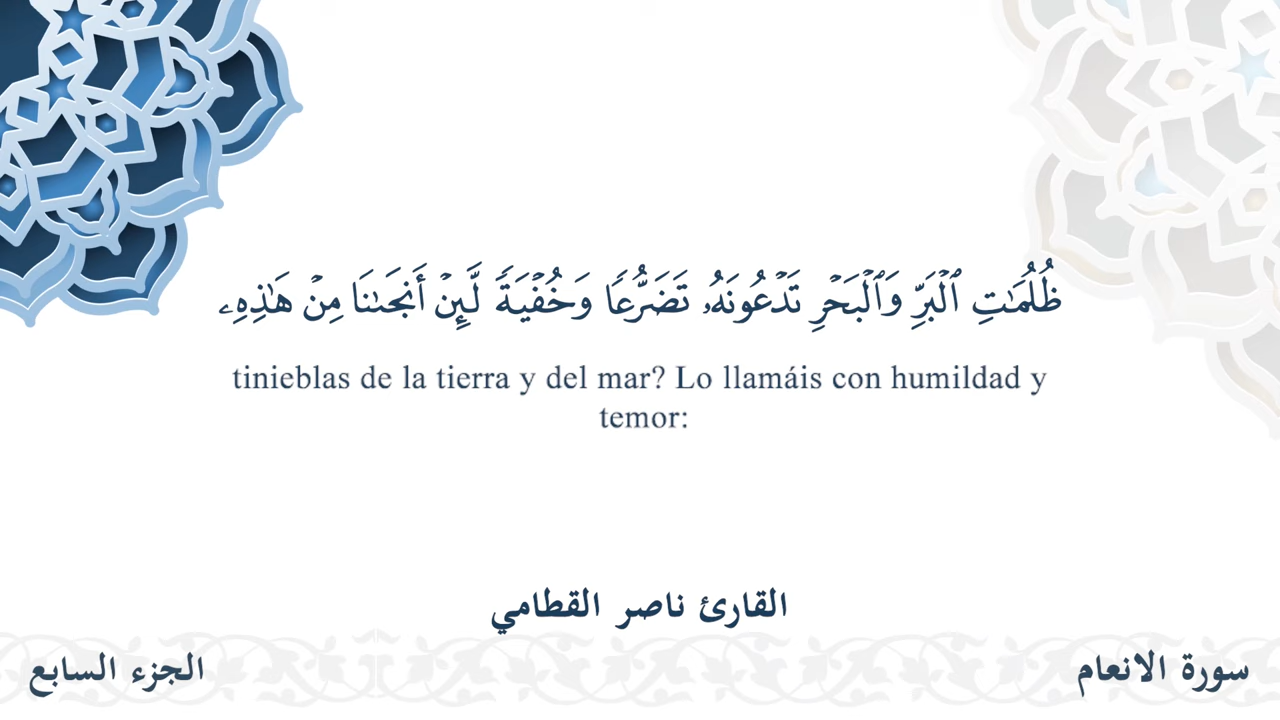 ظُلُمَٰتِ ٱلۡبَرِّ وَٱلۡبَحۡرِ تَدۡعُونَهُۥ تَضَرُّعٗا وَخُفۡيَةٗ لَّئِنۡ أَنجَىٰنَا مِنۡ هَٰذِهِۦ
tinieblas de la tierra y del mar? Lo llamáis con humildad y
temor:
القارئ ناصر القطامي
سورة الانعام
الجزء السابع